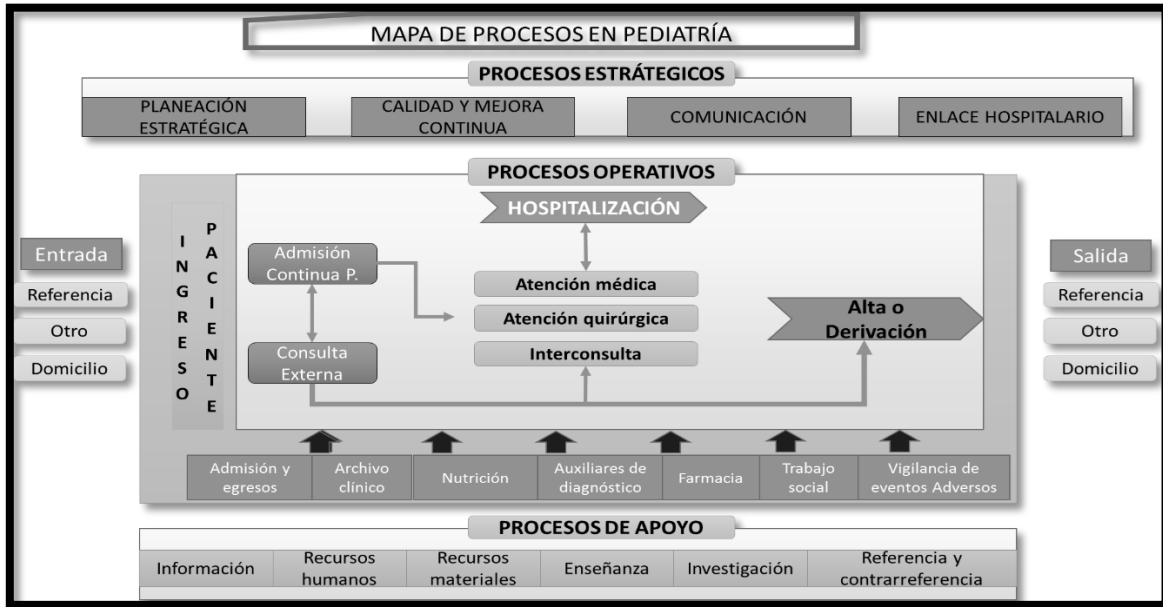 MAPA DE PROCESOS EN PEDIATRÍA
PROCESOS ESTRÁTEGICOS
PLANEACIÓN
ESTRATÉGICA
CALIDAD Y MEJORA
CONTINUA
COMUNICACIÓN
ENLACE HOSPITALARIO
PROCESOS OPERATIVOS
Entrada
Referencia
Otro
Domicilio
INGRESO
PACIENTE
HOSPITALIZACIÓN
Admisión
Continua P.
Consulta
Externa
Atención médica
Atención quirúrgica
Interconsulta
Alta o
Derivación
Salida
Referencia
Otro
Domicilio
Admisión y
egresos
Archivo
clínico
Nutrición
Auxiliares de
diagnóstico
Farmacia
Trabajo
social
Vigilancia de
eventos Adversos
PROCESOS DE APOYO
Información
Recursos
humanos
Recursos
materiales
Enseñanza
Investigación
Referencia y
contrarreferencia